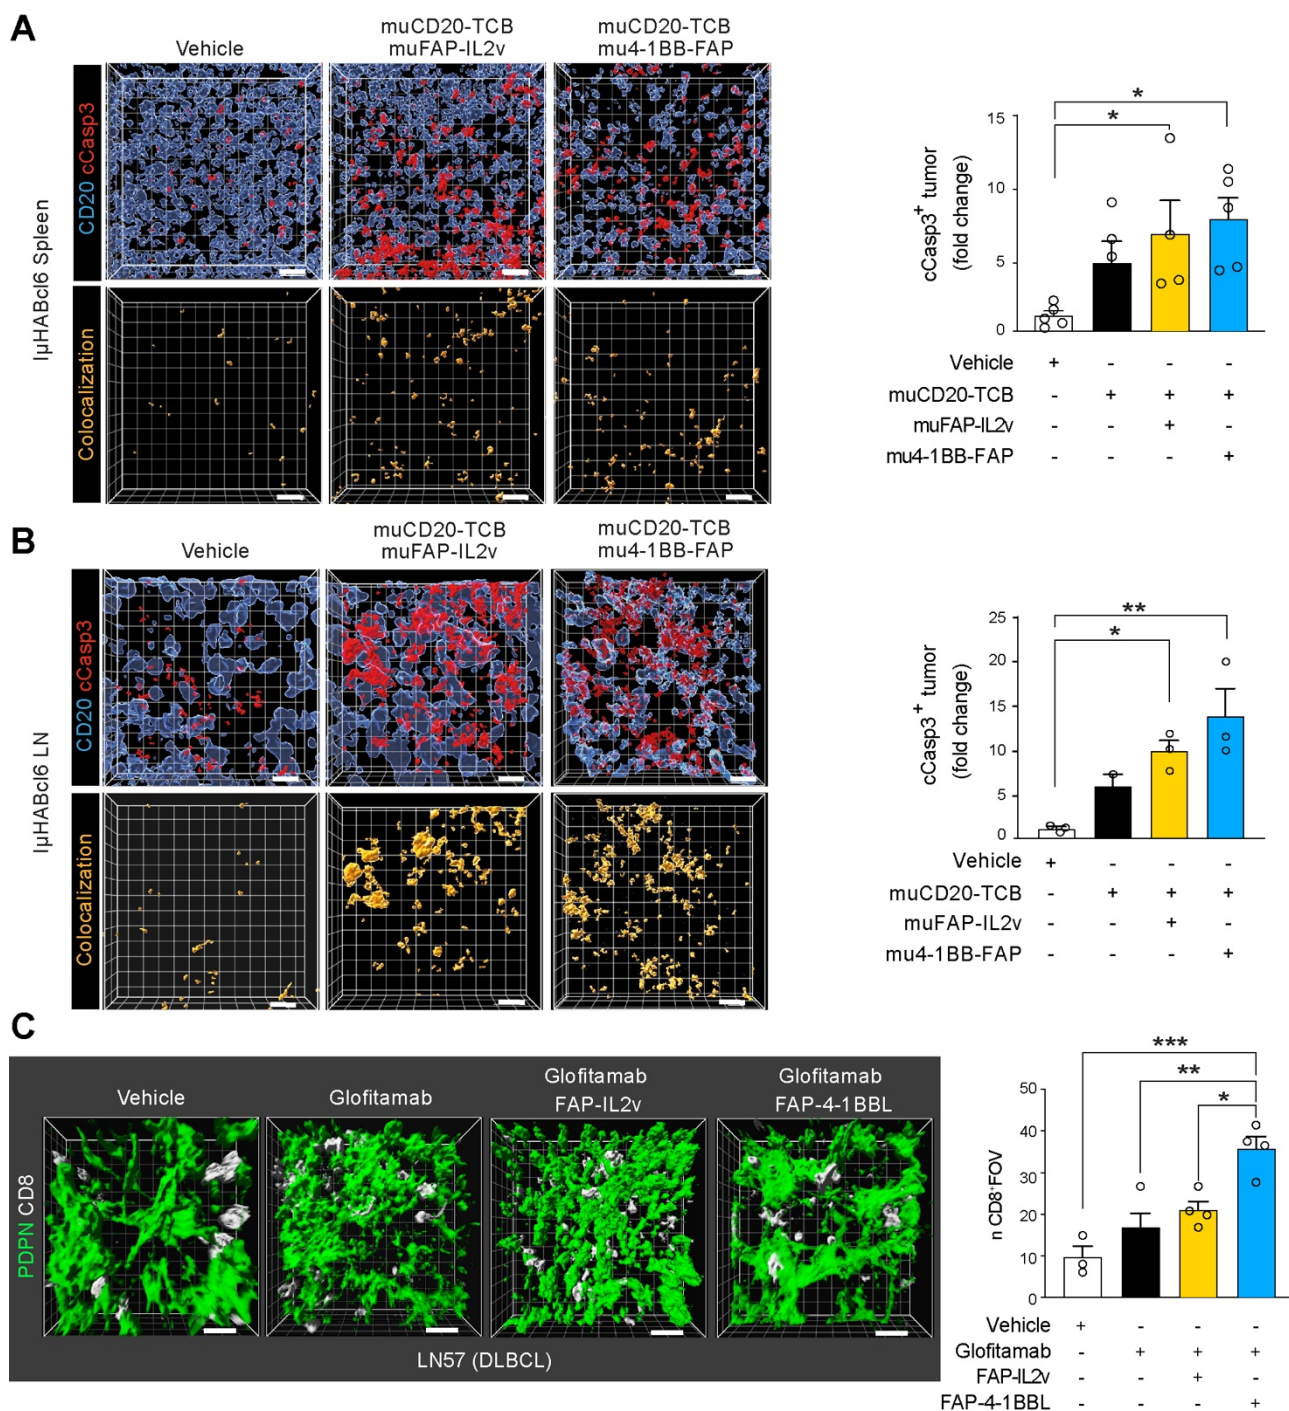 A
Vehicle
muCD20-TCB
muFAP-IL2v
muCD20-TCB
mu4-1BB-FAP
IµHABcl6 Spleen
CD20 cCasp3
Colocalization
cCasp3+ tumor
(fold change)
15
10
5
0
*
*
Vehicle + - - -
muCD20-TCB - + + +
muFAP-IL2v - - + -
mu4-1BB-FAP - - - +
B
Vehicle
muCD20-TCB
muFAP-IL2v
muCD20-TCB
mu4-1BB-FAP
IµHABcl6 LN
CD20 cCasp3
Colocalization
cCasp3+ tumor
(fold change)
25
20
15
10
5
0
**
*
Vehicle + - - -
muCD20-TCB - + + +
muFAP-IL2v - - + -
mu4-1BB-FAP - - - +
C
Vehicle
Glofitamab
Glofitamab
FAP-IL2v
Glofitamab
FAP-4-1BBL
PDPN CD8
LN57 (DLBCL)
n CD8+FOV
50
40
30
20
10
0
***
**
*
Vehicle + - - -
Glofitamab - + + +
FAP-IL2v - - + -
FAP-4-1BBL - - - +